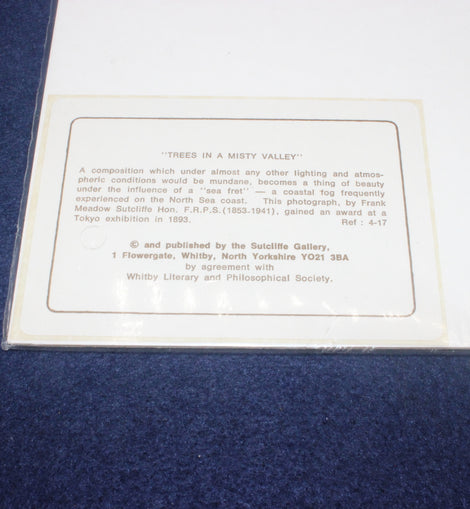 "TREES IN A MISTY VALLEY"
A composition which under almost any other lighting and atmos-
pheric conditions would be mundane, becomes a thing of beauty
under the influence of a "sea fret" — a coastal fog frequently
experienced on the North Sea coast. This photograph, by Frank
Meadow Sutcliffe Hon. F.R.P.S.(1853-1941), gained an award at a
Tokyo exhibition in 1893. Ref : 4-17
© and published by the Sutcliffe Gallery,
1 Flowergate, Whitby, North Yorkshire YO21 3BA
by agreement with
Whitby Literary and Philosophical Society.